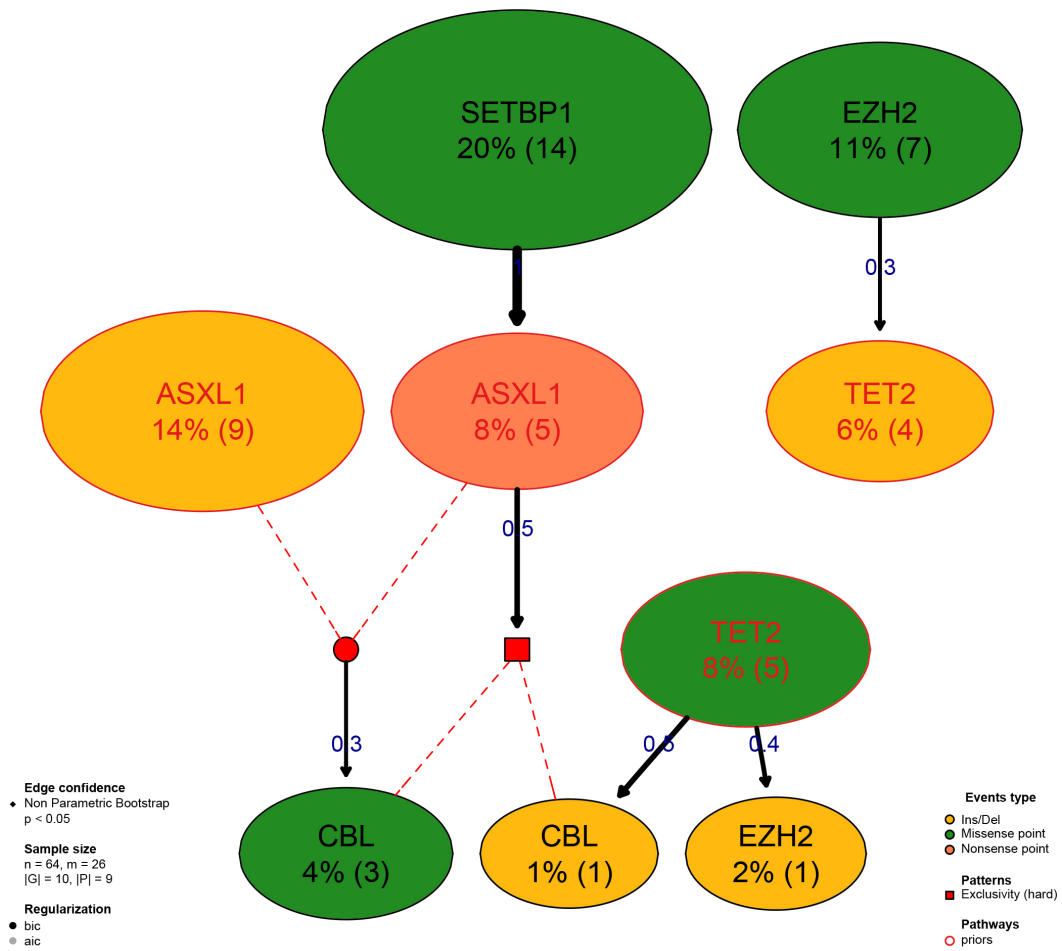 SETBP1
20% (14)
EZH2
11% (7)
1
0.3
ASXL1
14% (9)
ASXL1
8% (5)
TET2
6% (4)
0.5
TET2
8% (5)
0.3
0.5
0.4
CBL
4% (3)
CBL
1% (1)
EZH2
2% (1)
Edge confidence
Non Parametric Bootstrap
p < 0.05
Sample size
n = 64, m = 26
|G| = 10, |P| = 9
Regularization
bic
aic
Events type
Ins/Del
Missense point
Nonsense point
Patterns
Exclusivity (hard)
Pathways
priors